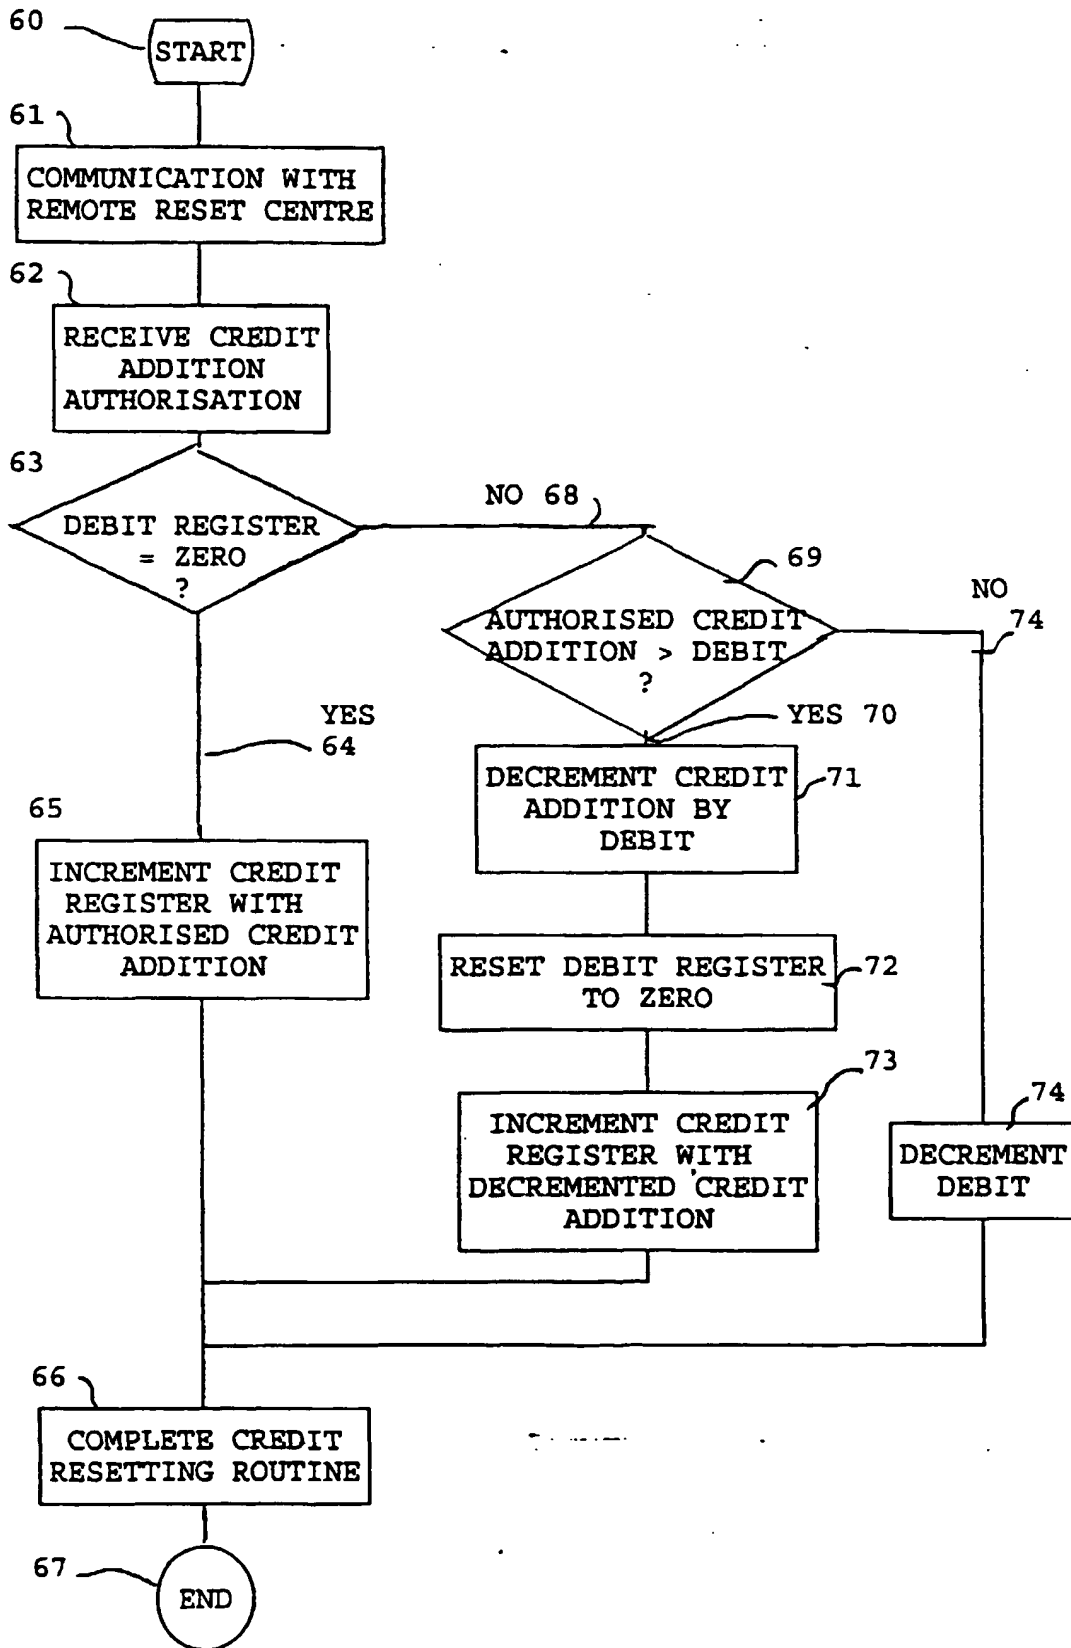 60
START
61
COMMUNICATION WITH
REMOTE RESET CENTRE
62
RECEIVE CREDIT
ADDITION
AUTHORISATION
63
DEBIT REGISTER
= ZERO
?
NO 68
69
AUTHORISED CREDIT
ADDITION > DEBIT
?
NO
74
YES
64
YES 70
DECREMENT CREDIT
ADDITION BY
DEBIT
71
65
INCREMENT CREDIT
REGISTER WITH
AUTHORISED CREDIT
ADDITION
RESET DEBIT REGISTER
TO ZERO
72
73
INCREMENT CREDIT
REGISTER WITH
DECREMENTED CREDIT
ADDITION
74
DECREMENT
DEBIT
66
COMPLETE CREDIT
RESETTING ROUTINE
67
END